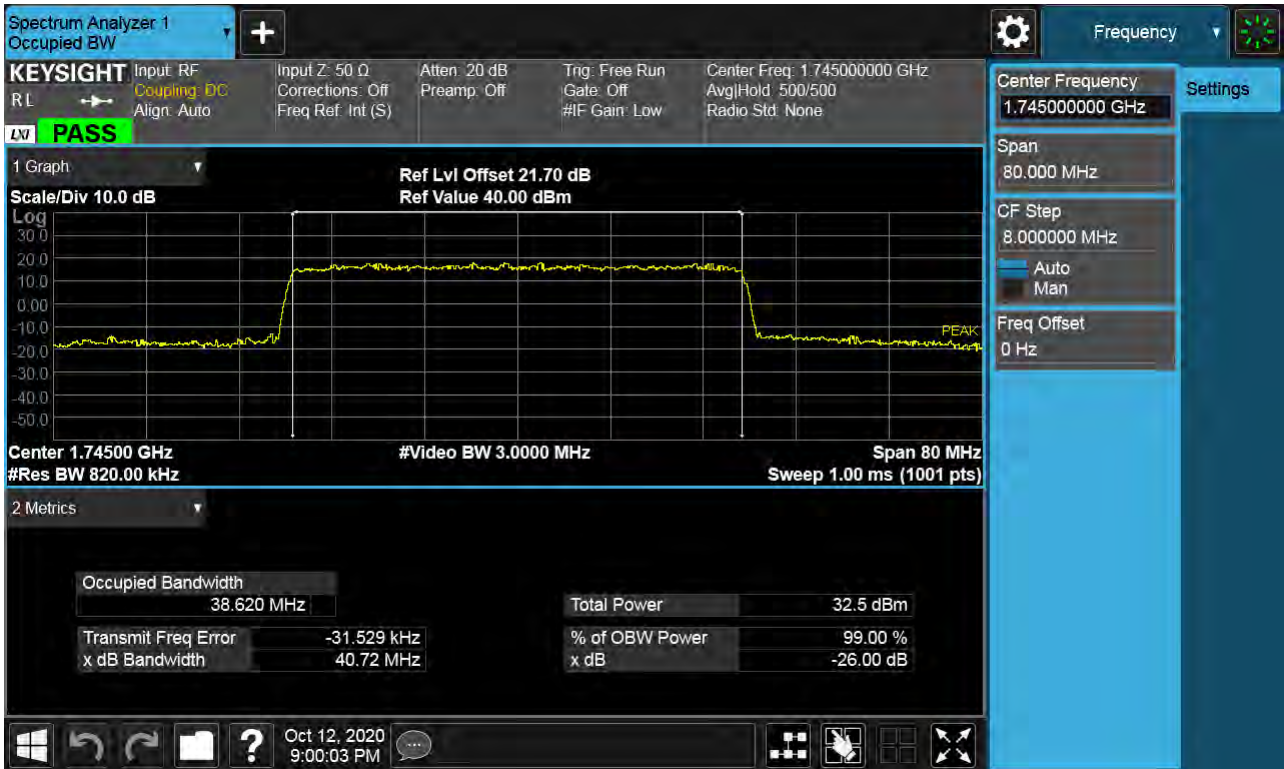 Spectrum Analyzer 1
Occupied BW
+
Frequency
KEYSIGHT
RL
LXI
PASS
Input: RF
Coupling: DC
Align: Auto
Input Z: 50 Ω
Corrections: Off
Freq Ref: Int (S)
Atten: 20 dB
Preamp: Off
Trig: Free Run
Gate: Off
#IF Gain: Low
Center Freq: 1.745000000 GHz
Avg|Hold: 500/500
Radio Std: None
Center Frequency
1.745000000 GHz
Settings
Span
80.000 MHz
CF Step
8.000000 MHz
Auto
Man
Freq Offset
0 Hz
1 Graph
Scale/Div 10.0 dB
Ref Lvl Offset 21.70 dB
Ref Value 40.00 dBm
Log
30.0
20.0
10.0
0.00
-10.0
-20.0
-30.0
-40.0
-50.0
PEAK
Center 1.74500 GHz
#Video BW 3.0000 MHz
Span 80 MHz
#Res BW 820.00 kHz
Sweep 1.00 ms (1001 pts)
2 Metrics
Occupied Bandwidth
38.620 MHz
Total Power 32.5 dBm
Transmit Freq Error -31.529 kHz
% of OBW Power 99.00 %
x dB Bandwidth 40.72 MHz
x dB -26.00 dB
?
Oct 12, 2020
9:00:03 PM